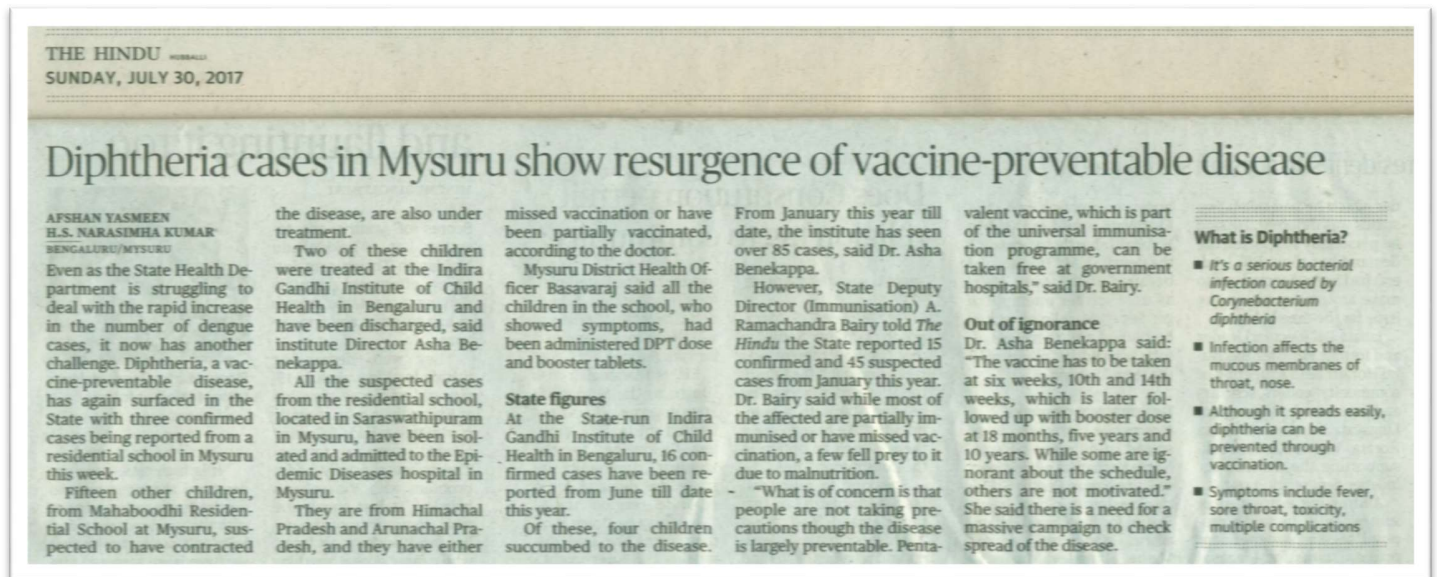 THE HINDU HUBBALLI
SUNDAY, JULY 30, 2017
Diphtheria cases in Mysuru show resurgence of vaccine-preventable disease
AFSHAN YASMEEN
H.S. NARASIMHA KUMAR
BENGALURU/MYSURU
Even as the State Health De-
partment is struggling to
deal with the rapid increase
in the number of dengue
cases, it now has another
challenge. Diphtheria, a vac-
cine-preventable disease,
has again surfaced in the
State with three confirmed
cases being reported from a
residential school in Mysuru
this week.
Fifteen other children,
from Mahaboodhi Residen-
tial School at Mysuru, sus-
pected to have contracted
the disease, are also under
treatment.
Two of these children
were treated at the Indira
Gandhi Institute of Child
Health in Bengaluru and
have been discharged, said
institute Director Asha Be-
nekappa.
All the suspected cases
from the residential school,
located in Saraswathipuram
in Mysuru, have been isol-
ated and admitted to the Epi-
demic Diseases hospital in
Mysuru.
They are from Himachal
Pradesh and Arunachal Pra-
desh, and they have either
missed vaccination or have
been partially vaccinated,
according to the doctor.
Mysuru District Health Of-
ficer Basavaraj said all the
children in the school, who
showed symptoms, had
been administered DPT dose
and booster tablets.
State figures
At the State-run Indira
Gandhi Institute of Child
Health in Bengaluru, 16 con-
firmed cases have been re-
ported from June till date
this year.
Of these, four children
succumbed to the disease.
From January this year till
date, the institute has seen
over 85 cases, said Dr. Asha
Benekappa.
However, State Deputy
Director (Immunisation) A.
Ramachandra Bairy told The
Hindu the State reported 15
confirmed and 45 suspected
cases from January this year.
Dr. Bairy said while most of
the affected are partially im-
munised or have missed vac-
cination, a few fell prey to it
due to malnutrition.
"What is of concern is that
people are not taking pre-
cautions though the disease
is largely preventable. Penta-
valent vaccine, which is part
of the universal immunisa-
tion programme, can be
taken free at government
hospitals," said Dr. Bairy.
Out of ignorance
Dr. Asha Benekappa said:
"The vaccine has to be taken
at six weeks, 10th and 14th
weeks, which is later fol-
lowed up with booster dose
at 18 months, five years and
10 years. While some are ig-
norant about the schedule,
others are not motivated."
She said there is a need for a
massive campaign to check
spread of the disease.
What is Diphtheria?
■ It's a serious bacterial
infection caused by
Corynebacterium
diphtheria
■ Infection affects the
mucous membranes of
throat, nose.
■ Although it spreads easily,
diphtheria can be
prevented through
vaccination.
■ Symptoms include fever,
sore throat, toxicity,
multiple complications